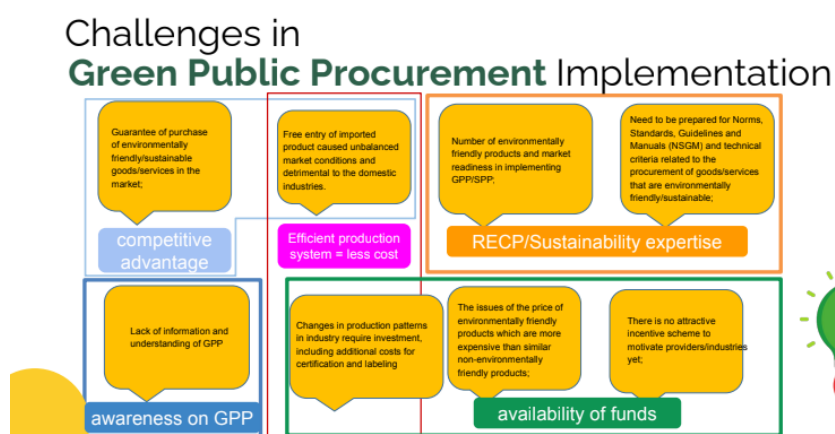 Challenges in
Green Public Procurement Implementation
Guarantee of purchase
of environmentally
friendly/sustainable
goods/services in the
market;
Free entry of imported
product caused unbalanced
market conditions and
detrimental to the domestic
industries.
Number of environmentally
friendly products and market
readiness in implementing
GPP/SPP;
Need to be prepared for Norms,
Standards, Guidelines and
Manuals (NSGM) and technical
criteria related to the
procurement of goods/services
that are environmentally
friendly/sustainable;
competitive
advantage
Efficient production
system = less cost
RECP/Sustainability expertise
Lack of information and
understanding of GPP
Changes in production patterns
in industry require investment,
including additional costs for
certification and labeling
The issues of the price of
environmentally friendly
products which are more
expensive than similar
non-environmentally
friendly products;
There is no attractive
incentive scheme to
motivate providers/industries
yet;
awareness on GPP
availability of funds